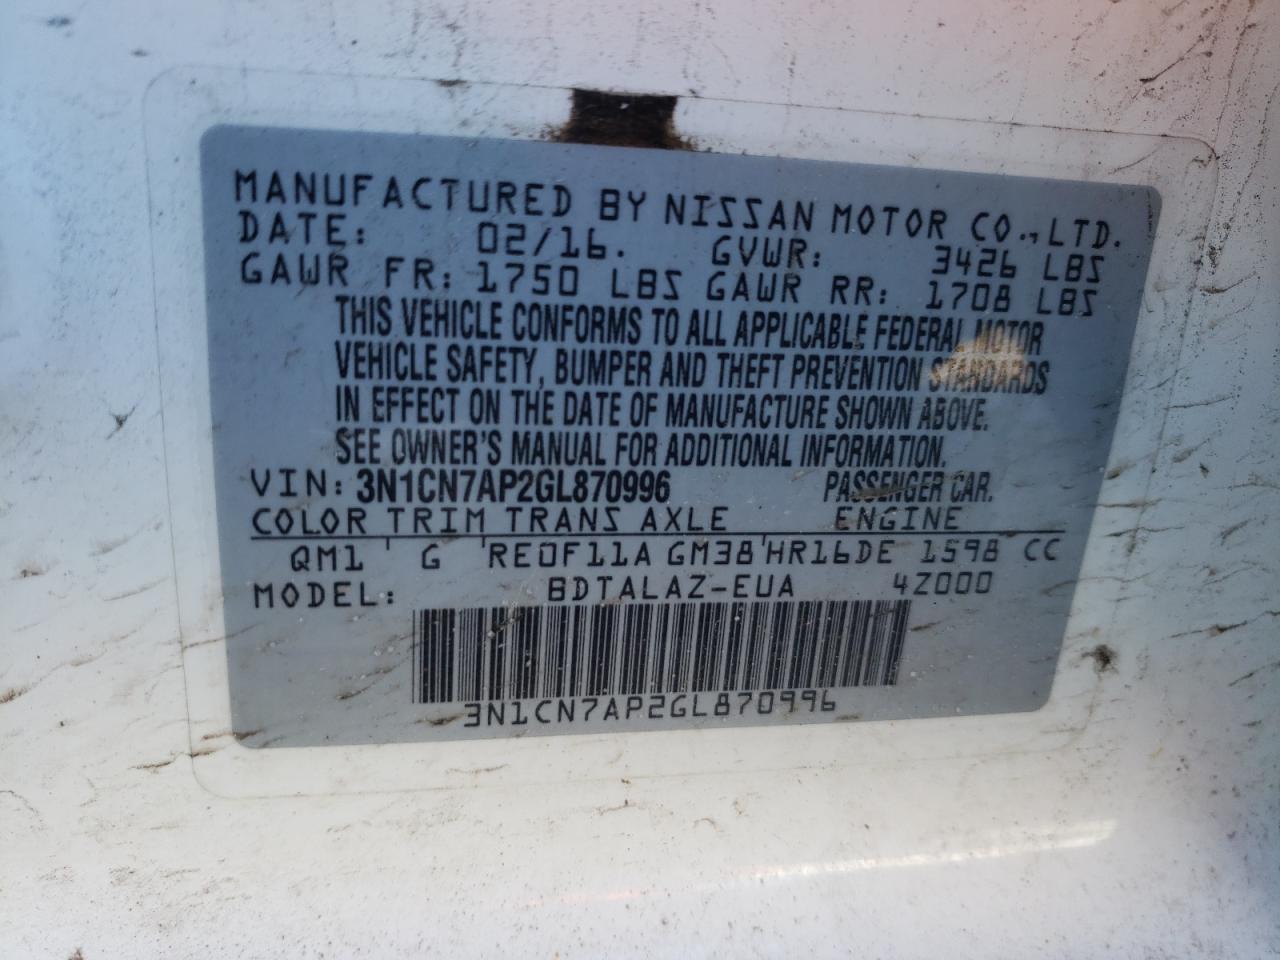 MANUFACTURED BY NISSAN MOTOR CO.,LTD.
DATE: 02/16. GVWR: 3426 LBS
GAWR FR: 1750 LBS GAWR RR: 1708 LBS
THIS VEHICLE CONFORMS TO ALL APPLICABLE FEDERAL MOTOR
VEHICLE SAFETY, BUMPER AND THEFT PREVENTION STANDARDS
IN EFFECT ON THE DATE OF MANUFACTURE SHOWN ABOVE.
SEE OWNER'S MANUAL FOR ADDITIONAL INFORMATION.
VIN: 3N1CN7AP2GL870996 PASSENGER CAR.
COLOR TRIM TRANS AXLE ENGINE
QM1 G RE0F11A GM38 HR16DE 1598 CC
MODEL: BDTALAZ-EUA 4Z000
3N1CN7AP2GL870996